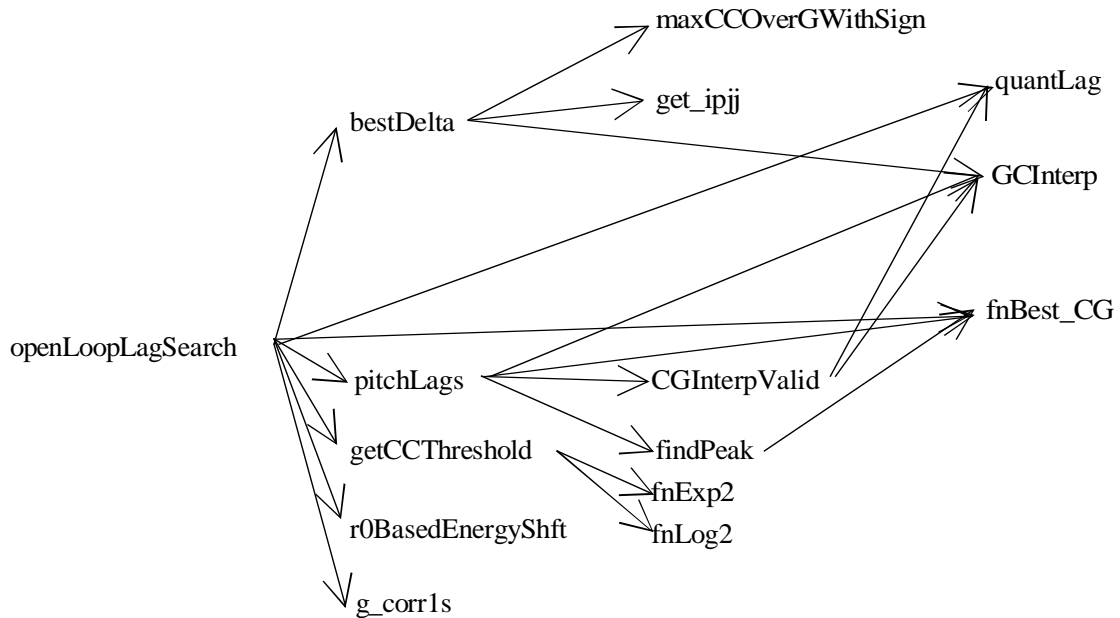 maxCCOverGWithSign
quantLag
get_ipjj
bestDelta
GCInterp
fnBest_CG
openLoopLagSearch
pitchLags
CGInterpValid
getCCThreshold
findPeak
fnExp2
r0BasedEnergyShft
fnLog2
g_corr1s